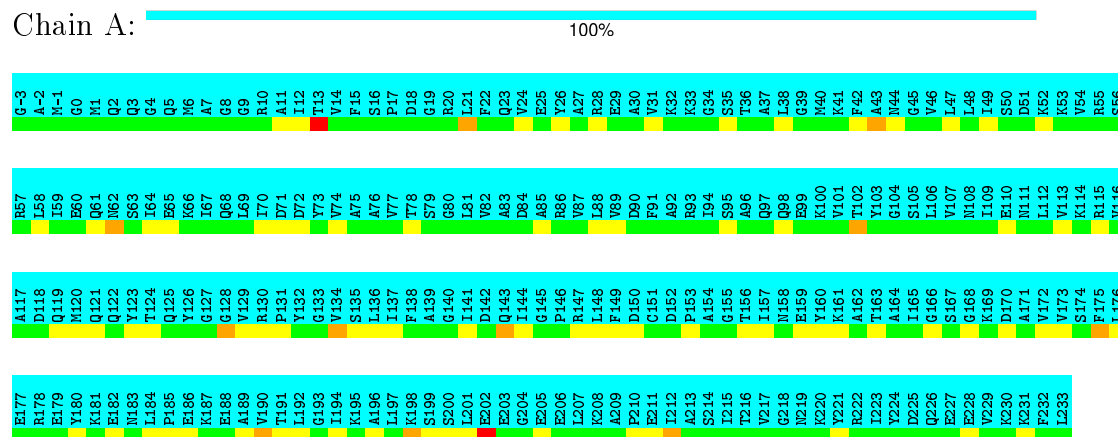 Chain A:
100%
G-3 A-2 M-1 G0 M1 Q2 Q3 G4 Q5 M6 A7 G8 G9 R10 A11 I12 T13 V14 F15 S16 P17 D18 G19 R20 L21 F22 Q23 V24 E25 Y26 A27 R28 E29 A30 V31 K32 K33 G34 S35 T36 A37 L38 G39 M40 K41 F42 A43 N44 G45 V46 L47 L48 I49 S50 D51 K52 K53 V54 R55
R57 L58 I59 E60 Q61 N62 S63 I64 E65 K66 I67 Q68 L69 I70 D71 D72 Y73 V74 A75 A76 V77 T78 S79 G80 L81 V82 A83 D84 A85 R86 V87 L88 V89 D90 F91 A92 R93 I94 S95 A96 Q97 Q98 E99 K100 V101 T102 Y103 G104 S105 L106 V107 N108 I109 E110 N111 L112 V113 K114 R115
A117 D118 Q119 M120 Q121 Q122 Y123 T124 Q125 Y126 G127 G128 V129 R130 P131 Y132 G133 V134 S135 L136 I137 F138 A139 G140 I141 D142 Q143 I144 G145 P146 R147 L148 F149 D150 C151 D152 P153 A154 G155 T156 I157 N158 E159 Y160 K161 A162 T163 A164 I165 G166 S167 G168 K169 D170 A171 V172 V173 S174 F175
E177 R178 E179 Y180 K181 E182 N183 L184 P185 E186 K187 E188 A189 V190 T191 L192 G193 I194 K195 A196 L197 K198 S199 S200 L201 E202 E203 G204 E205 E206 L207 K208 A209 P210 E211 I212 A213 S214 I215 T216 V217 G218 N219 K220 Y221 R222 I223 Y224 D225 Q226 E227 E228 V229 K230 K231 F232 L233